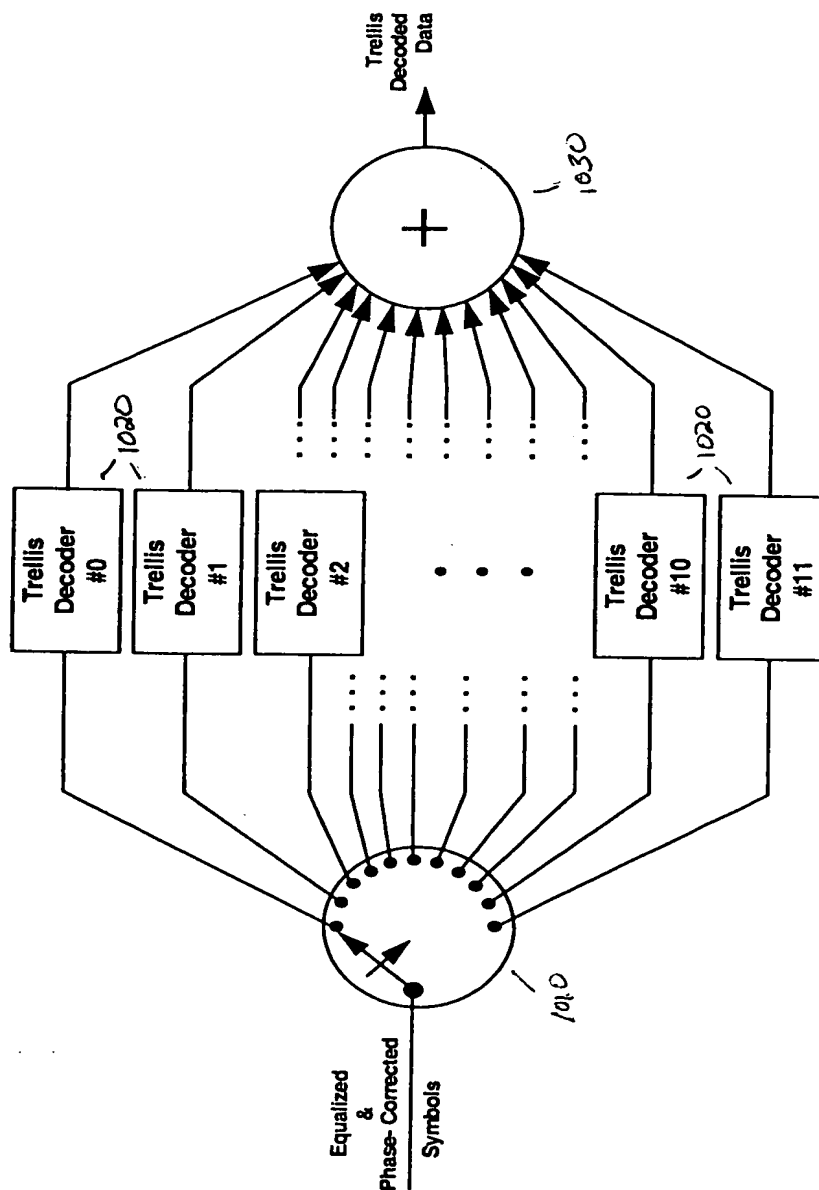 Equalized
&
Phase-Corrected
Symbols
1010
Trellis
Decoder
#0
Trellis
Decoder
#1
Trellis
Decoder
#2
Trellis
Decoder
#10
Trellis
Decoder
#11
1020
1020
+
1030
Trellis
Decoded
Data